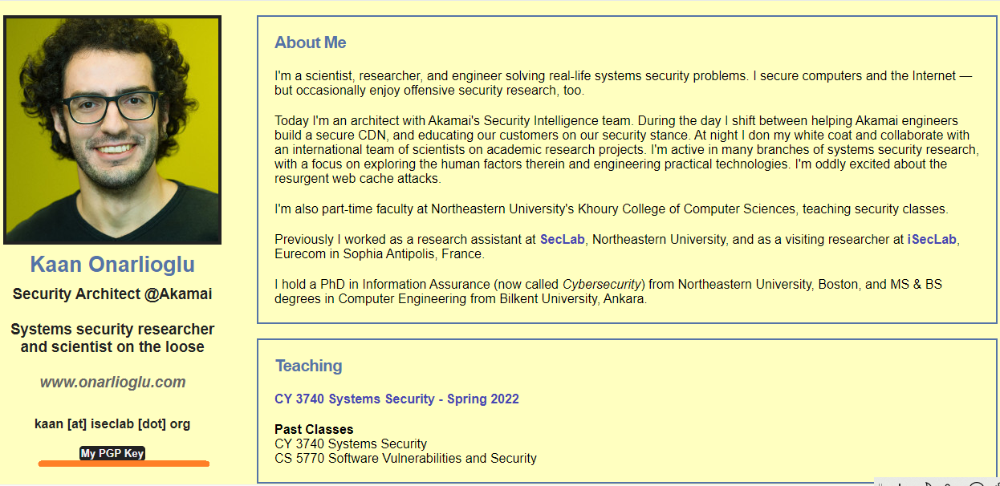 Kaan Onarlioglu
Security Architect @Akamai
Systems security researcher
and scientist on the loose
www.onarlioglu.com
kaan [at] iseclab [dot] org
My PGP Key
About Me
I'm a scientist, researcher, and engineer solving real-life systems security problems. I secure computers and the Internet —
but occasionally enjoy offensive security research, too.
Today I'm an architect with Akamai's Security Intelligence team. During the day I shift between helping Akamai engineers
build a secure CDN, and educating our customers on our security stance. At night I don my white coat and collaborate with
an international team of scientists on academic research projects. I'm active in many branches of systems security research,
with a focus on exploring the human factors therein and engineering practical technologies. I'm oddly excited about the
resurgent web cache attacks.
I'm also part-time faculty at Northeastern University's Khoury College of Computer Sciences, teaching security classes.
Previously I worked as a research assistant at SecLab, Northeastern University, and as a visiting researcher at iSecLab,
Eurecom in Sophia Antipolis, France.
I hold a PhD in Information Assurance (now called Cybersecurity) from Northeastern University, Boston, and MS & BS
degrees in Computer Engineering from Bilkent University, Ankara.
Teaching
CY 3740 Systems Security - Spring 2022
Past Classes
CY 3740 Systems Security
CS 5770 Software Vulnerabilities and Security